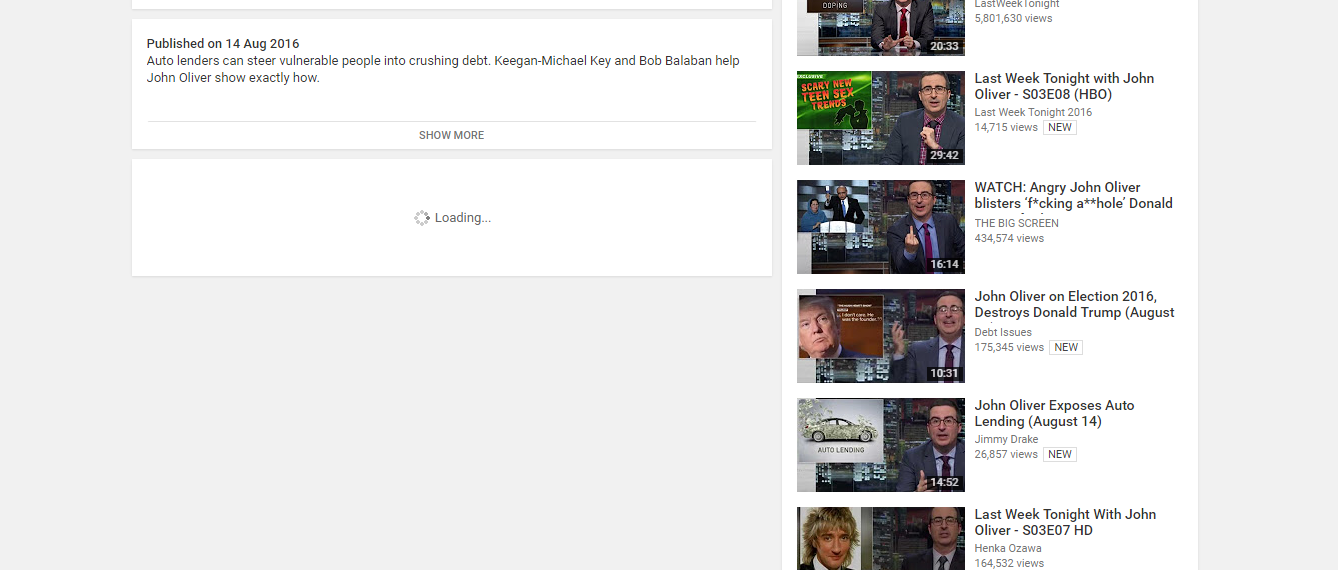 Published on 14 Aug 2016
Auto lenders can steer vulnerable people into crushing debt. Keegan-Michael Key and Bob Balaban help
John Oliver show exactly how.
SHOW MORE
Loading...
DOPING
20:33
LastWeekTonight
5,801,630 views
EXCLUSIVE
SCARY NEW
TEEN SEX
TRENDS
29:42
Last Week Tonight with John
Oliver - S03E08 (HBO)
Last Week Tonight 2016
14,715 views NEW
16:14
WATCH: Angry John Oliver
blisters ‘f*cking a**hole’ Donald
THE BIG SCREEN
434,574 views
I don't care. He
was the founder.
10:31
John Oliver on Election 2016,
Destroys Donald Trump (August
Debt Issues
175,345 views NEW
AUTO LENDING
14:52
John Oliver Exposes Auto
Lending (August 14)
Jimmy Drake
26,857 views NEW
Last Week Tonight With John
Oliver - S03E07 HD
Henka Ozawa
164,532 views